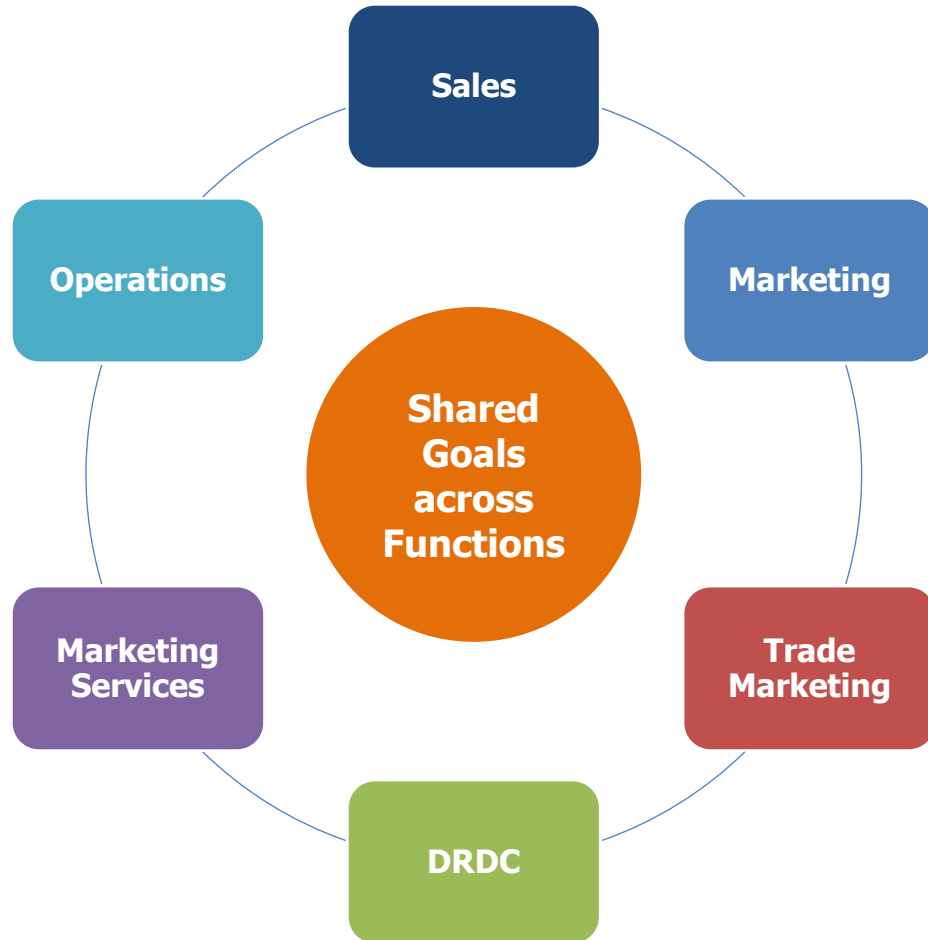 Sales
Operations
Marketing
Shared
Goals
across
Functions
Marketing
Services
Trade
Marketing
DRDC